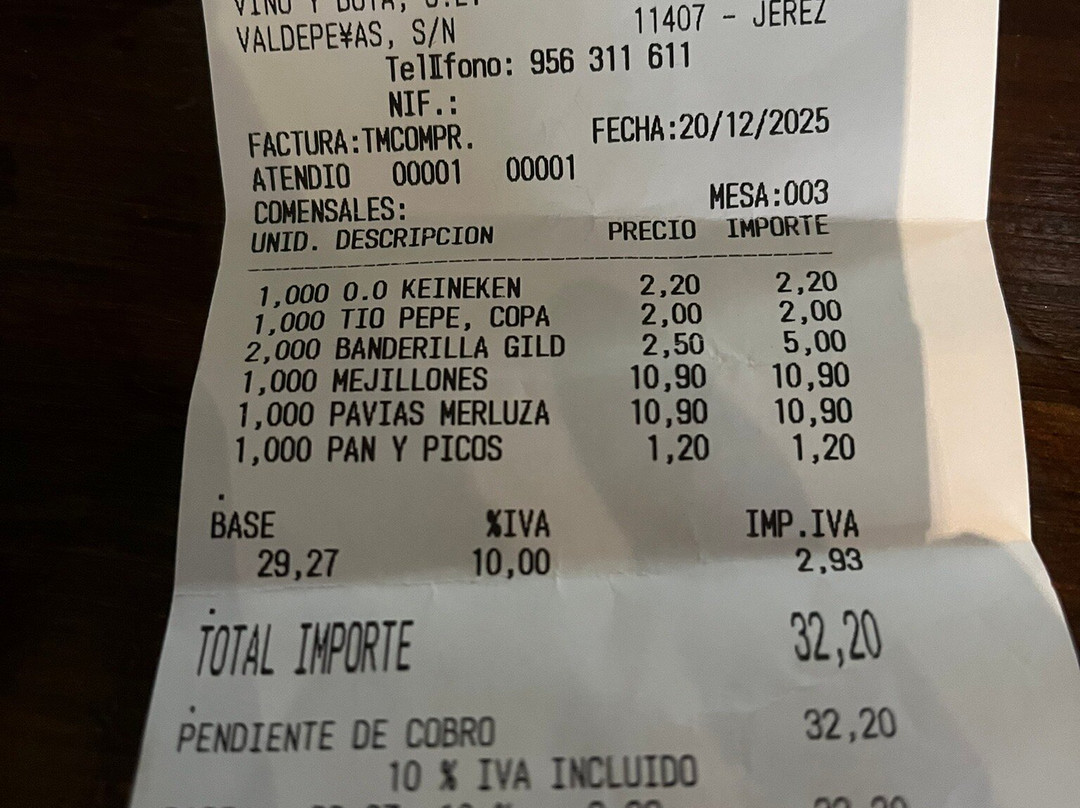 VINO Y BOTA, S.L.
VALDEPE¥AS, S/N 11407 - JEREZ
TelIfono: 956 311 611
NIF.:
FACTURA:TMCOMPR. FECHA:20/12/2025
ATENDIO 00001 00001
COMENSALES: MESA:003
UNID. DESCRIPCION PRECIO IMPORTE
1,000 0.0 KEINEKEN 2,20 2,20
1,000 TIO PEPE, COPA 2,00 2,00
2,000 BANDERILLA GILD 2,50 5,00
1,000 MEJILLONES 10,90 10,90
1,000 PAVIAS MERLUZA 10,90 10,90
1,000 PAN Y PICOS 1,20 1,20
.
BASE %IVA IMP.IVA
29,27 10,00 2,93
.
TOTAL IMPORTE 32,20
.
PENDIENTE DE COBRO 32,20
10 % IVA INCLUIDO